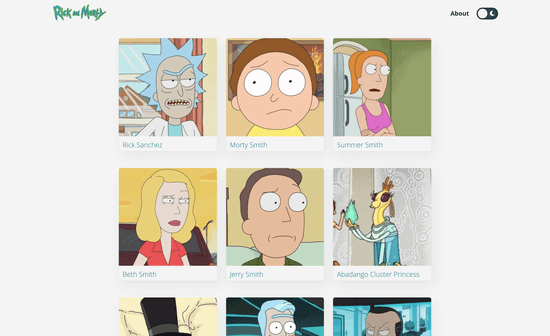 Rick and Morty
About
Rick Sanchez
Morty Smith
Summer Smith
Beth Smith
Jerry Smith
Abadango Cluster Princess